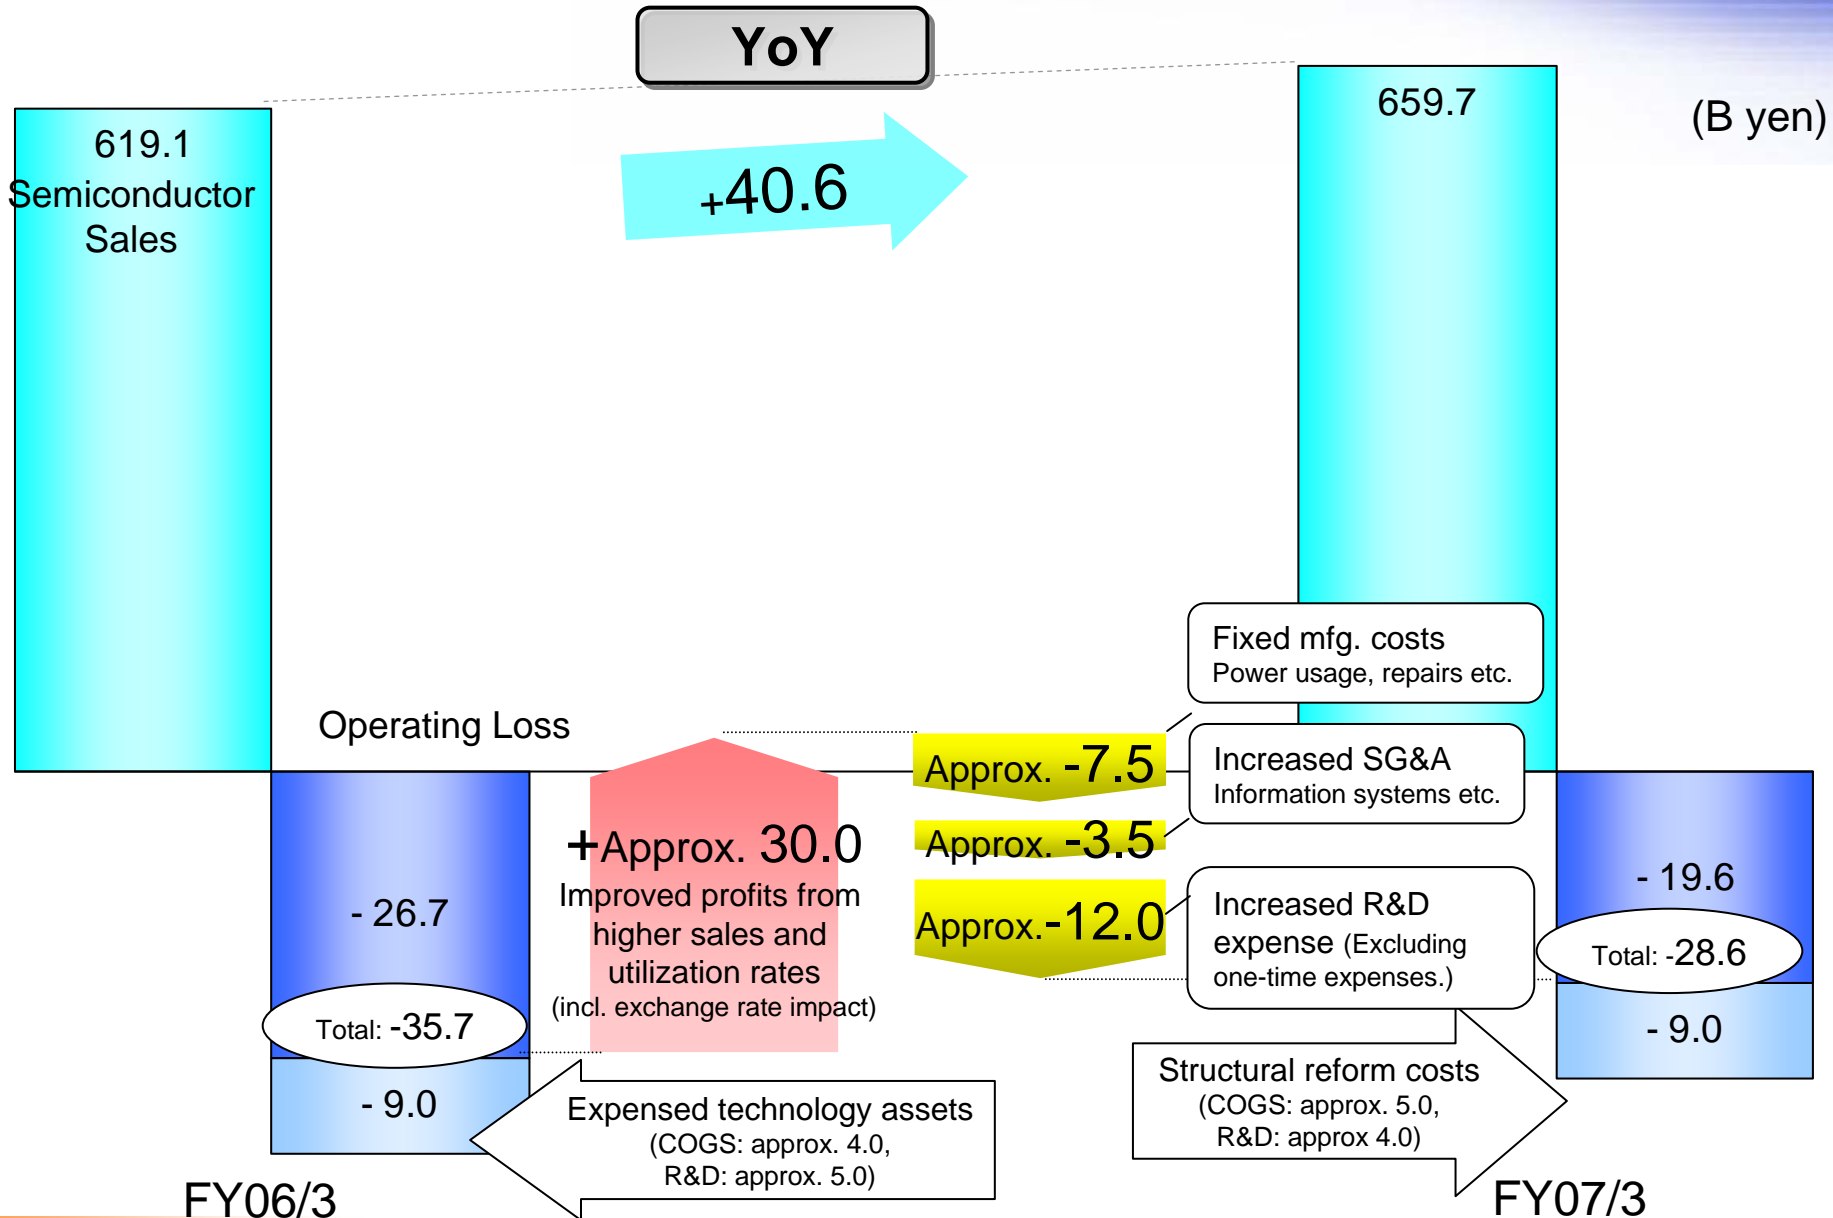 YoY
(B yen)
619.1
Semiconductor
Sales
+40.6
659.7
Operating Loss
Fixed mfg. costs
Power usage, repairs etc.
Approx. -7.5
Increased SG&A
Information systems etc.
Approx. -3.5
Increased R&D
expense (Excluding
one-time expenses.)
Approx.-12.0
+Approx. 30.0
Improved profits from
higher sales and
utilization rates
(incl. exchange rate impact)
- 26.7
Total: -35.7
- 9.0
- 19.6
Total: -28.6
- 9.0
Expensed technology assets
(COGS: approx. 4.0,
R&D: approx. 5.0)
Structural reform costs
(COGS: approx. 5.0,
R&D: approx 4.0)
FY06/3
FY07/3